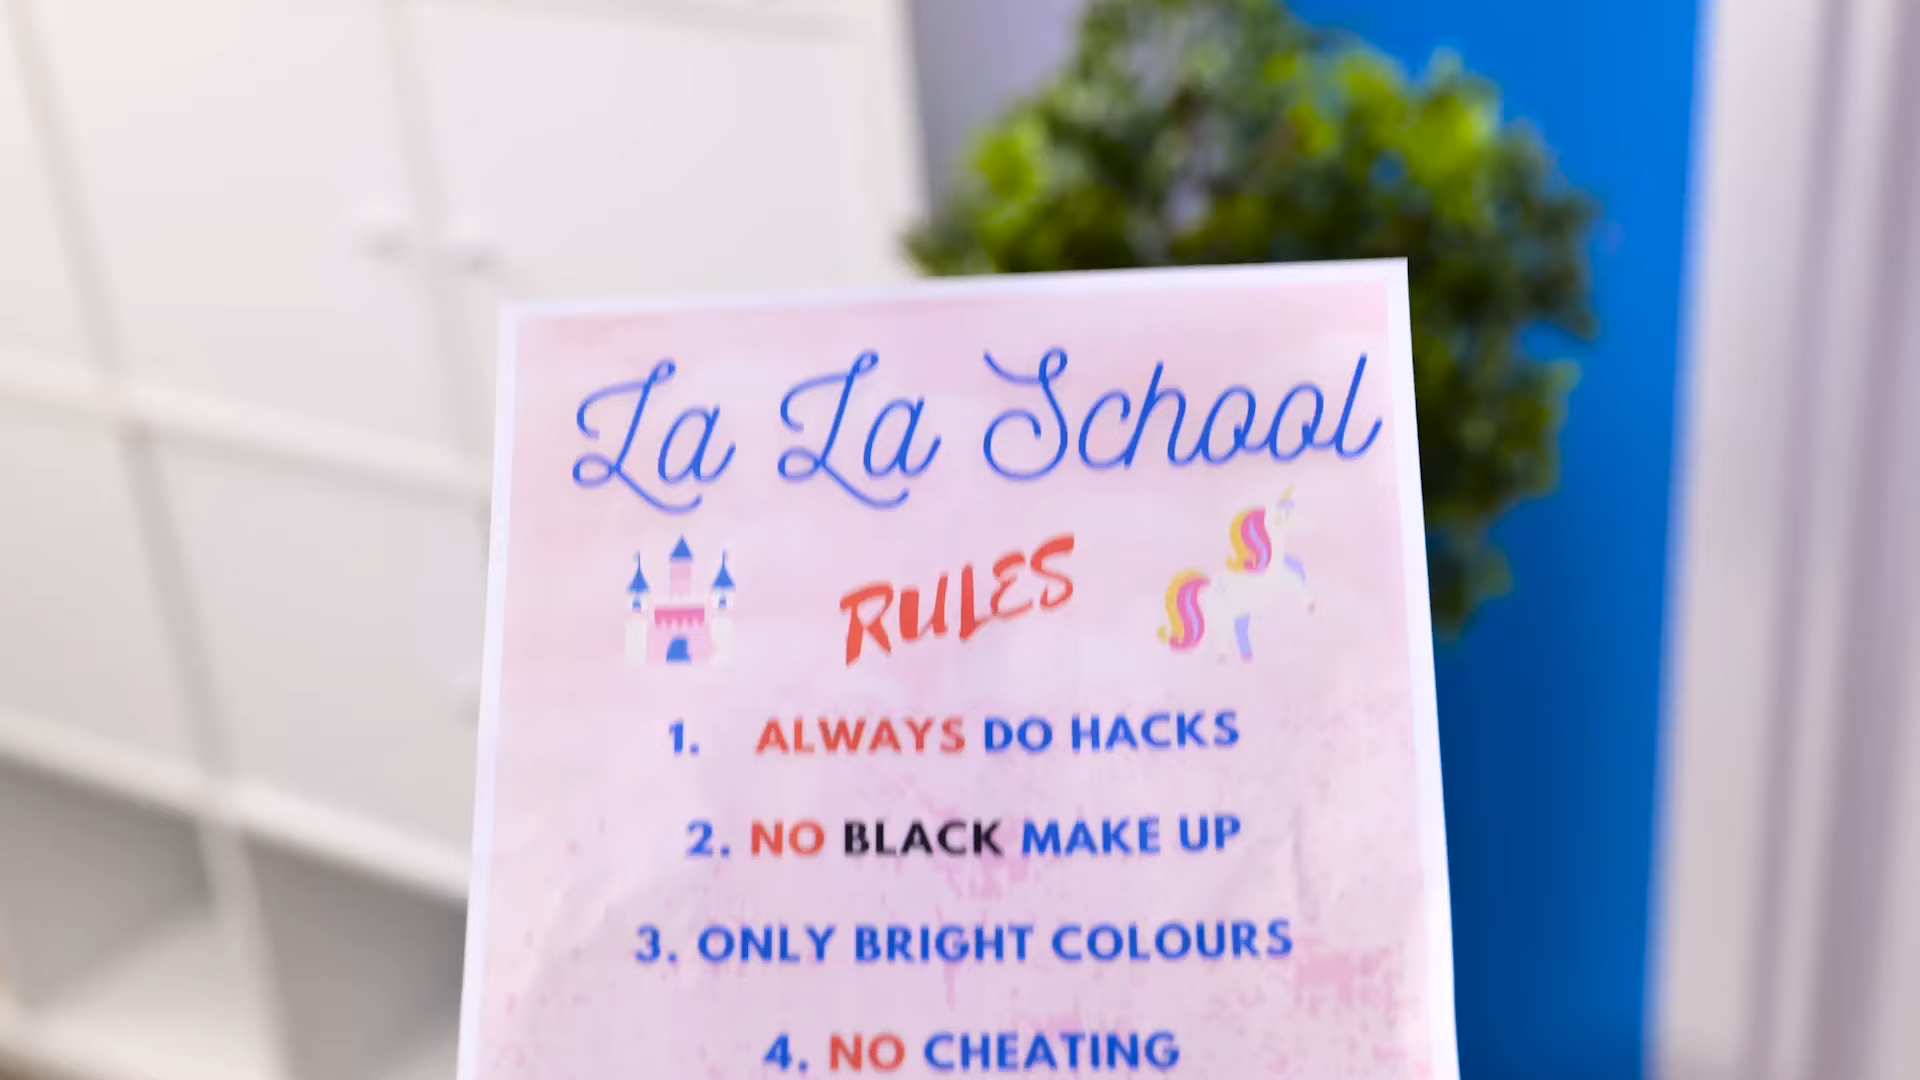 La La School
RULES
1. ALWAYS DO HACKS
2. NO BLACK MAKE UP
3. ONLY BRIGHT COLOURS
4. NO CHEATING